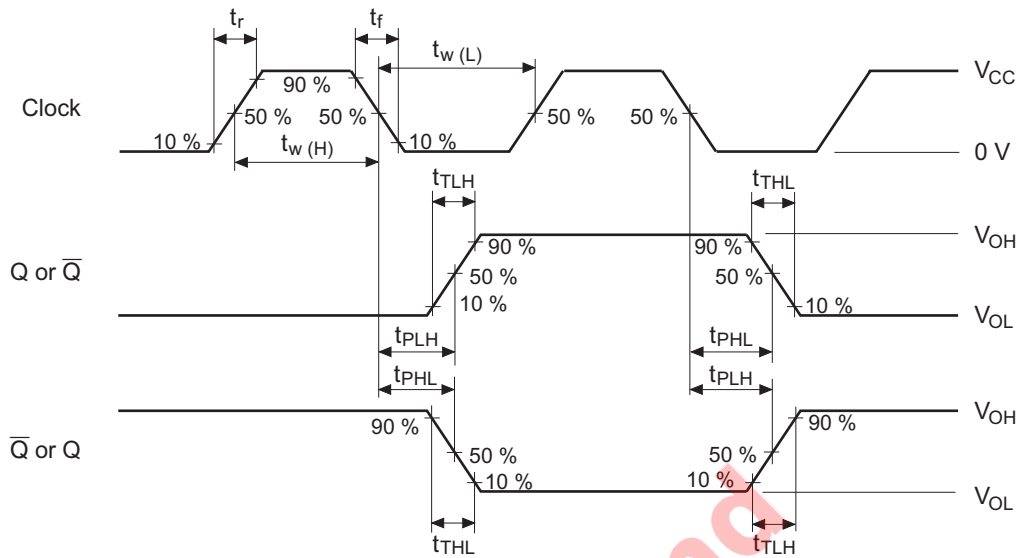 tr
tf
tw (L)
90 %
VCC
Clock
50 %
50 %
50 %
50 %
10 %
tw (H)
10 %
0 V
tTLH
tTHL
90 %
90 %
VOH
Q or Q̅
50 %
50 %
10 %
10 %
VOL
tPLH
tPHL
tPHL
tPLH
VOH
90 %
90 %
Q̅ or Q
50 %
50 %
10 %
10 %
VOL
tTHL
tTLH